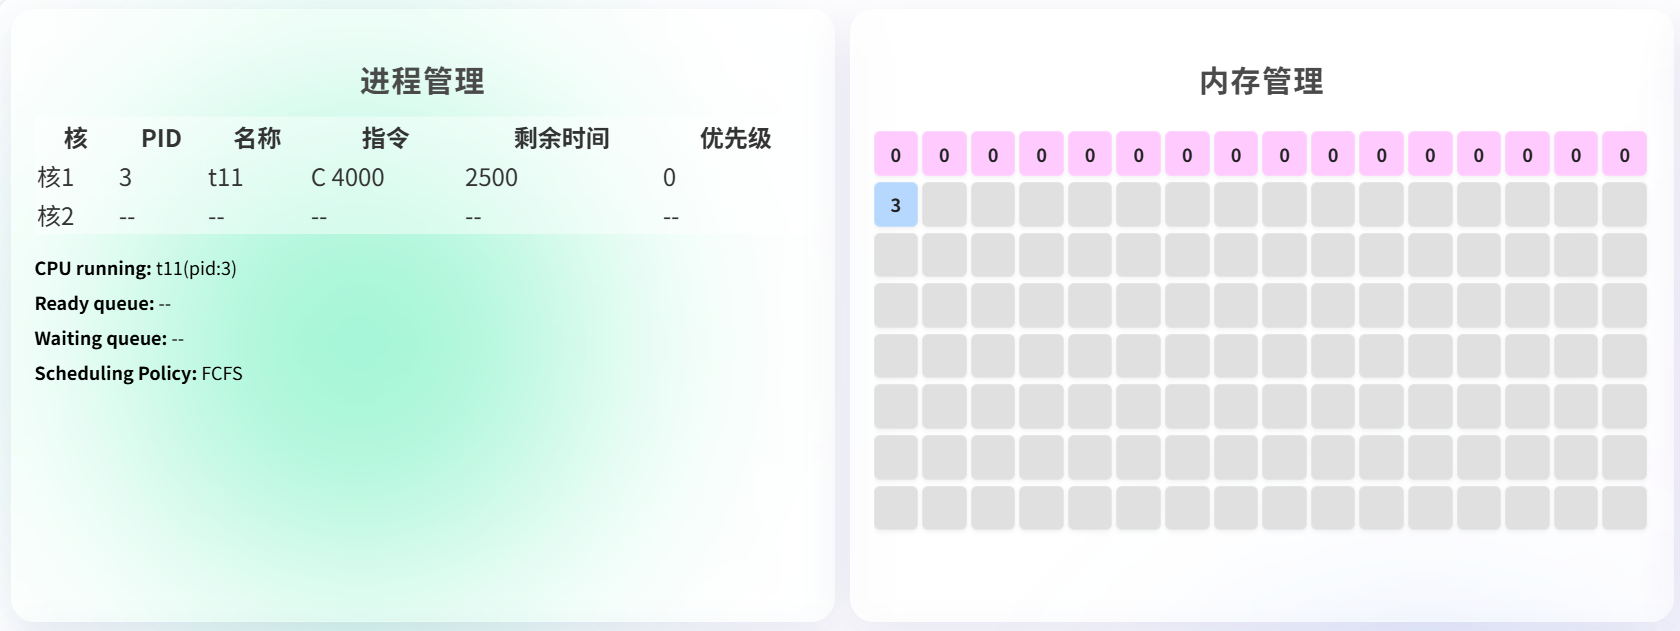 进程管理
核 PID 名称 指令 剩余时间 优先级
核1 3 t11 C 4000 2500 0
核2 -- -- -- -- --
CPU running: t11(pid:3)
Ready queue: --
Waiting queue: --
Scheduling Policy: FCFS
内存管理
0 0 0 0 0 0 0 0 0 0 0 0 0 0 0 0
3